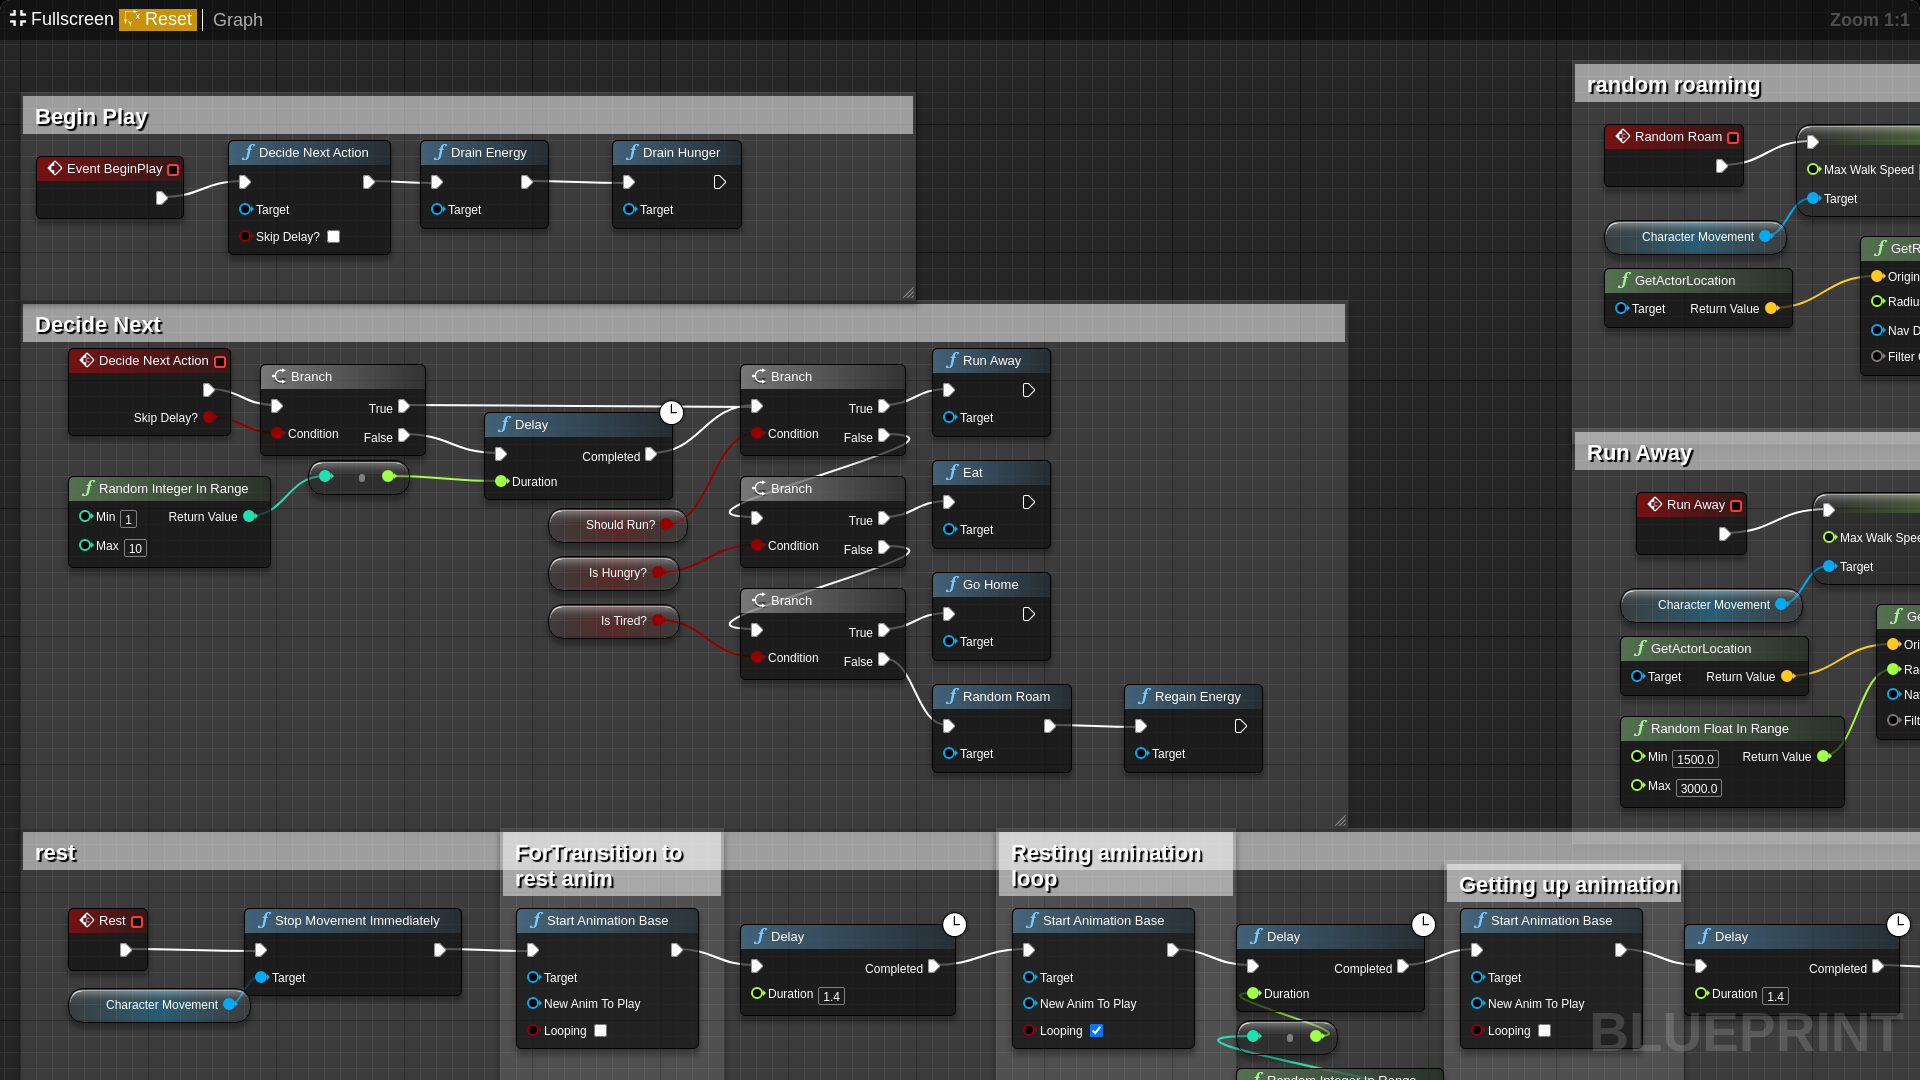 Fullscreen Reset Graph
Zoom 1:1
Begin Play
Event BeginPlay
Decide Next Action
Target
Skip Delay?
Drain Energy
Target
Drain Hunger
Target
random roaming
Random Roam
Max Walk Speed
Target
Character Movement
GetActorLocation
Target Return Value
GetR
Origin
Radiu
Nav D
Filter
Decide Next
Decide Next Action
Skip Delay?
Branch
True
Condition
False
Random Integer In Range
Min 1 Return Value
Max 10
Delay
Completed
Duration
Should Run?
Is Hungry?
Is Tired?
Branch
True
Condition
False
Branch
True
Condition
False
Branch
True
Condition
False
Run Away
Target
Eat
Target
Go Home
Target
Random Roam
Target
Regain Energy
Target
Run Away
Run Away
Max Walk Spee
Target
Character Movement
GetActorLocation
Target Return Value
Random Float In Range
Min 1500.0 Return Value
Max 3000.0
Ge
Ori
Ra
Na
Filt
rest
Rest
Stop Movement Immediately
Target
Character Movement
ForTransition to
rest anim
Start Animation Base
Target
New Anim To Play
Looping
Delay
Completed
Duration 1.4
Resting amination
loop
Start Animation Base
Target
New Anim To Play
Looping
Delay
Completed
Duration
Random Integer In Range
Getting up animation
Start Animation Base
Target
New Anim To Play
Looping
Delay
Completed
Duration 1.4
BLUEPRINT